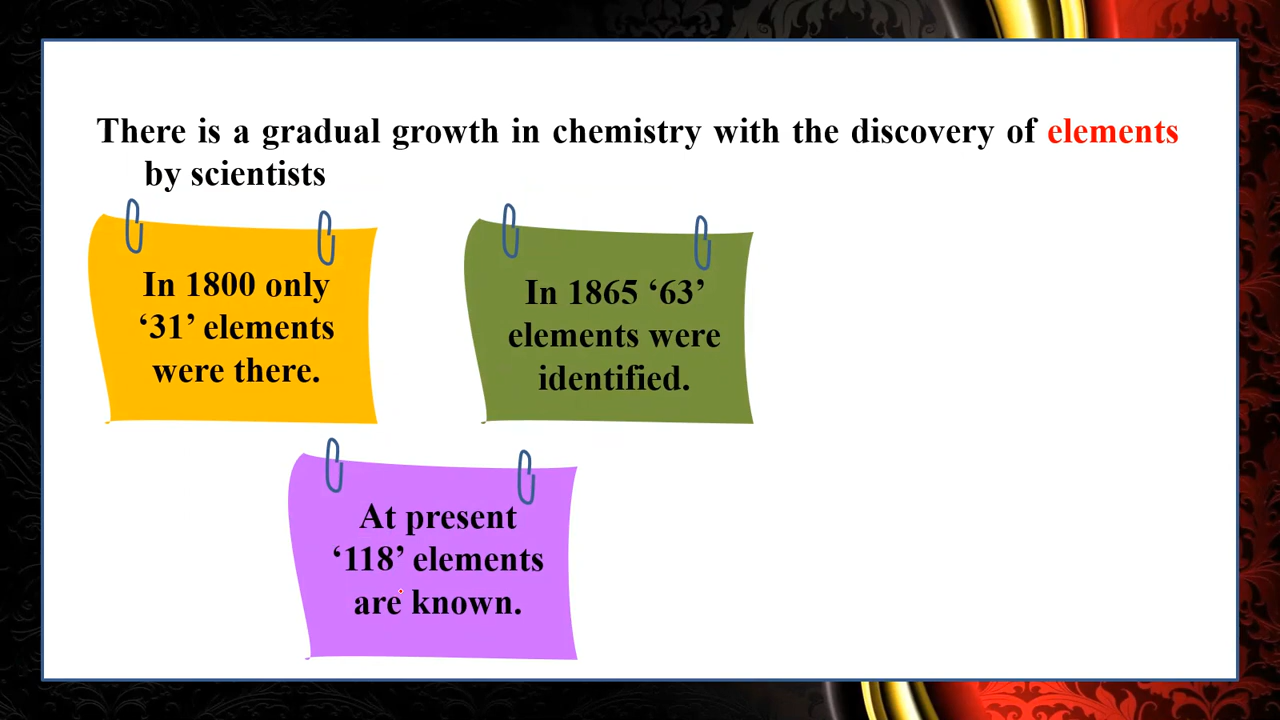 There is a gradual growth in chemistry with the discovery of elements
by scientists
In 1800 only
‘31’ elements
were there.
In 1865 ‘63’
elements were
identified.
At present
‘118’ elements
are known.